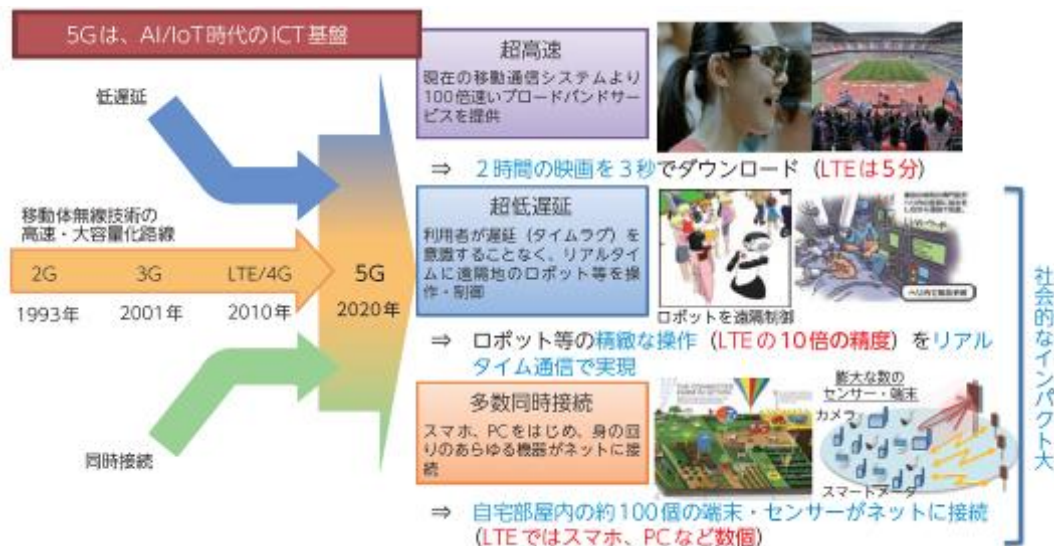 5Gは、AI/IoT時代のICT基盤
低遅延
移動体無線技術の
高速・大容量化路線
2G
3G
LTE/4G
5G
1993年
2001年
2010年
2020年
同時接続
超高速
現在の移動通信システムより
100倍速いブロードバンドサー
ビスを提供
⇒ 2時間の映画を3秒でダウンロード (LTEは5分)
超低遅延
利用者が遅延 (タイムラグ) を
意識することなく、リアルタイ
ムに遠隔地のロボット等を操
作・制御
ロボットを遠隔制御
⇒ ロボット等の精緻な操作 (LTEの10倍の精度) をリアル
タイム通信で実現
多数同時接続
スマホ、PCをはじめ、身の回
りのあらゆる機器がネットに接
続
膨大な数の
センサー・端末
カメラ
スマートメータ
⇒ 自宅部屋内の約100個の端末・センサーがネットに接続
(LTEではスマホ、PCなど数個)
社会的なインパクト大